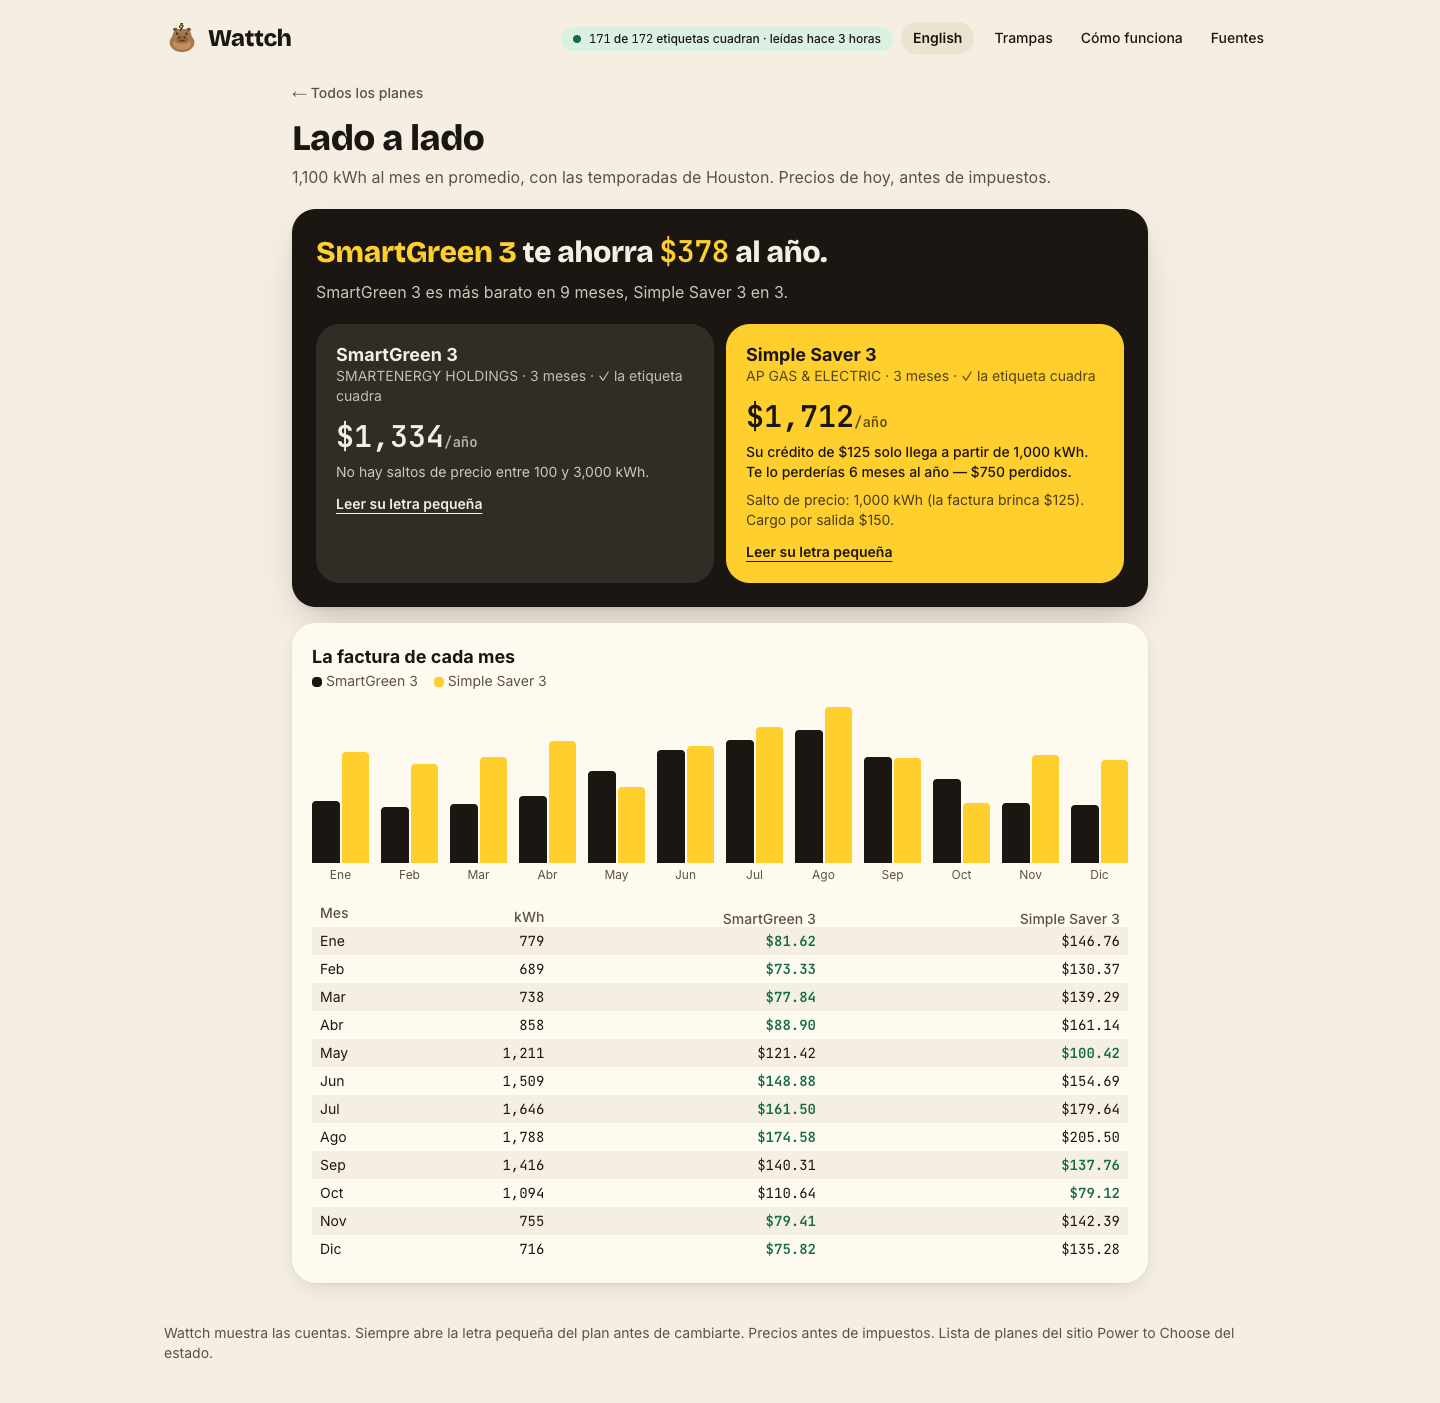 Wattch
171 de 172 etiquetas cuadran · leídas hace 3 horas
English
Trampas
Cómo funciona
Fuentes
← Todos los planes
Lado a lado
1,100 kWh al mes en promedio, con las temporadas de Houston. Precios de hoy, antes de impuestos.
SmartGreen 3 te ahorra $378 al año.
SmartGreen 3 es más barato en 9 meses, Simple Saver 3 en 3.
SmartGreen 3
SMARTENERGY HOLDINGS · 3 meses · ✓ la etiqueta
cuadra
$1,334/año
No hay saltos de precio entre 100 y 3,000 kWh.
Leer su letra pequeña
Simple Saver 3
AP GAS & ELECTRIC · 3 meses · ✓ la etiqueta cuadra
$1,712/año
Su crédito de $125 solo llega a partir de 1,000 kWh.
Te lo perderías 6 meses al año — $750 perdidos.
Salto de precio: 1,000 kWh (la factura brinca $125).
Cargo por salida $150.
Leer su letra pequeña
La factura de cada mes
SmartGreen 3 Simple Saver 3
Ene Feb Mar Abr May Jun Jul Ago Sep Oct Nov Dic
Mes kWh SmartGreen 3 Simple Saver 3
Ene 779 $81.62 $146.76
Feb 689 $73.33 $130.37
Mar 738 $77.84 $139.29
Abr 858 $88.90 $161.14
May 1,211 $121.42 $100.42
Jun 1,509 $148.88 $154.69
Jul 1,646 $161.50 $179.64
Ago 1,788 $174.58 $205.50
Sep 1,416 $140.31 $137.76
Oct 1,094 $110.64 $79.12
Nov 755 $79.41 $142.39
Dic 716 $75.82 $135.28
Wattch muestra las cuentas. Siempre abre la letra pequeña del plan antes de cambiarte. Precios antes de impuestos. Lista de planes del sitio Power to Choose del
estado.